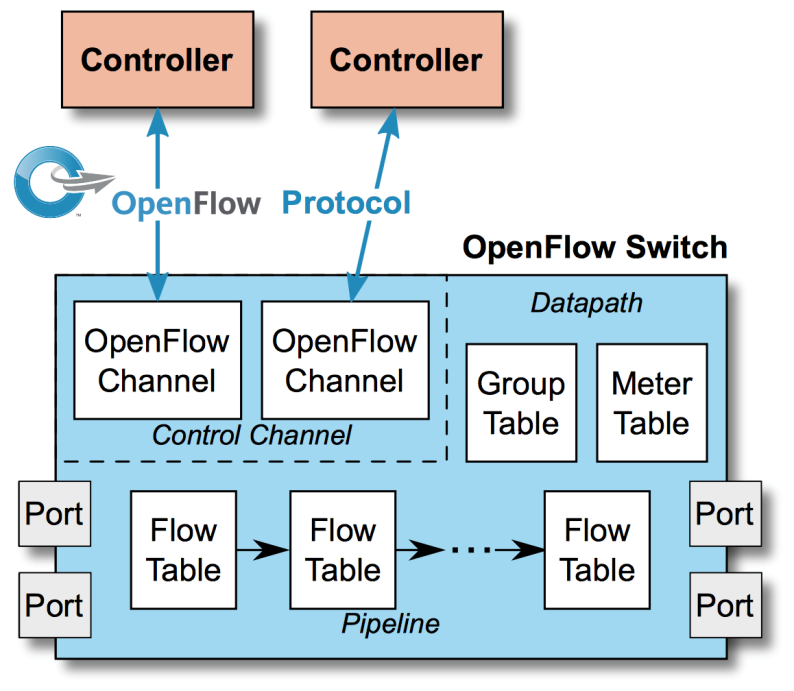 Controller
Controller
OpenFlow Protocol
™
OpenFlow Switch
Datapath
OpenFlow
Channel
OpenFlow
Channel
Control Channel
Group
Table
Meter
Table
Port
Port
Flow
Table
Flow
Table
...
Flow
Table
Pipeline
Port
Port